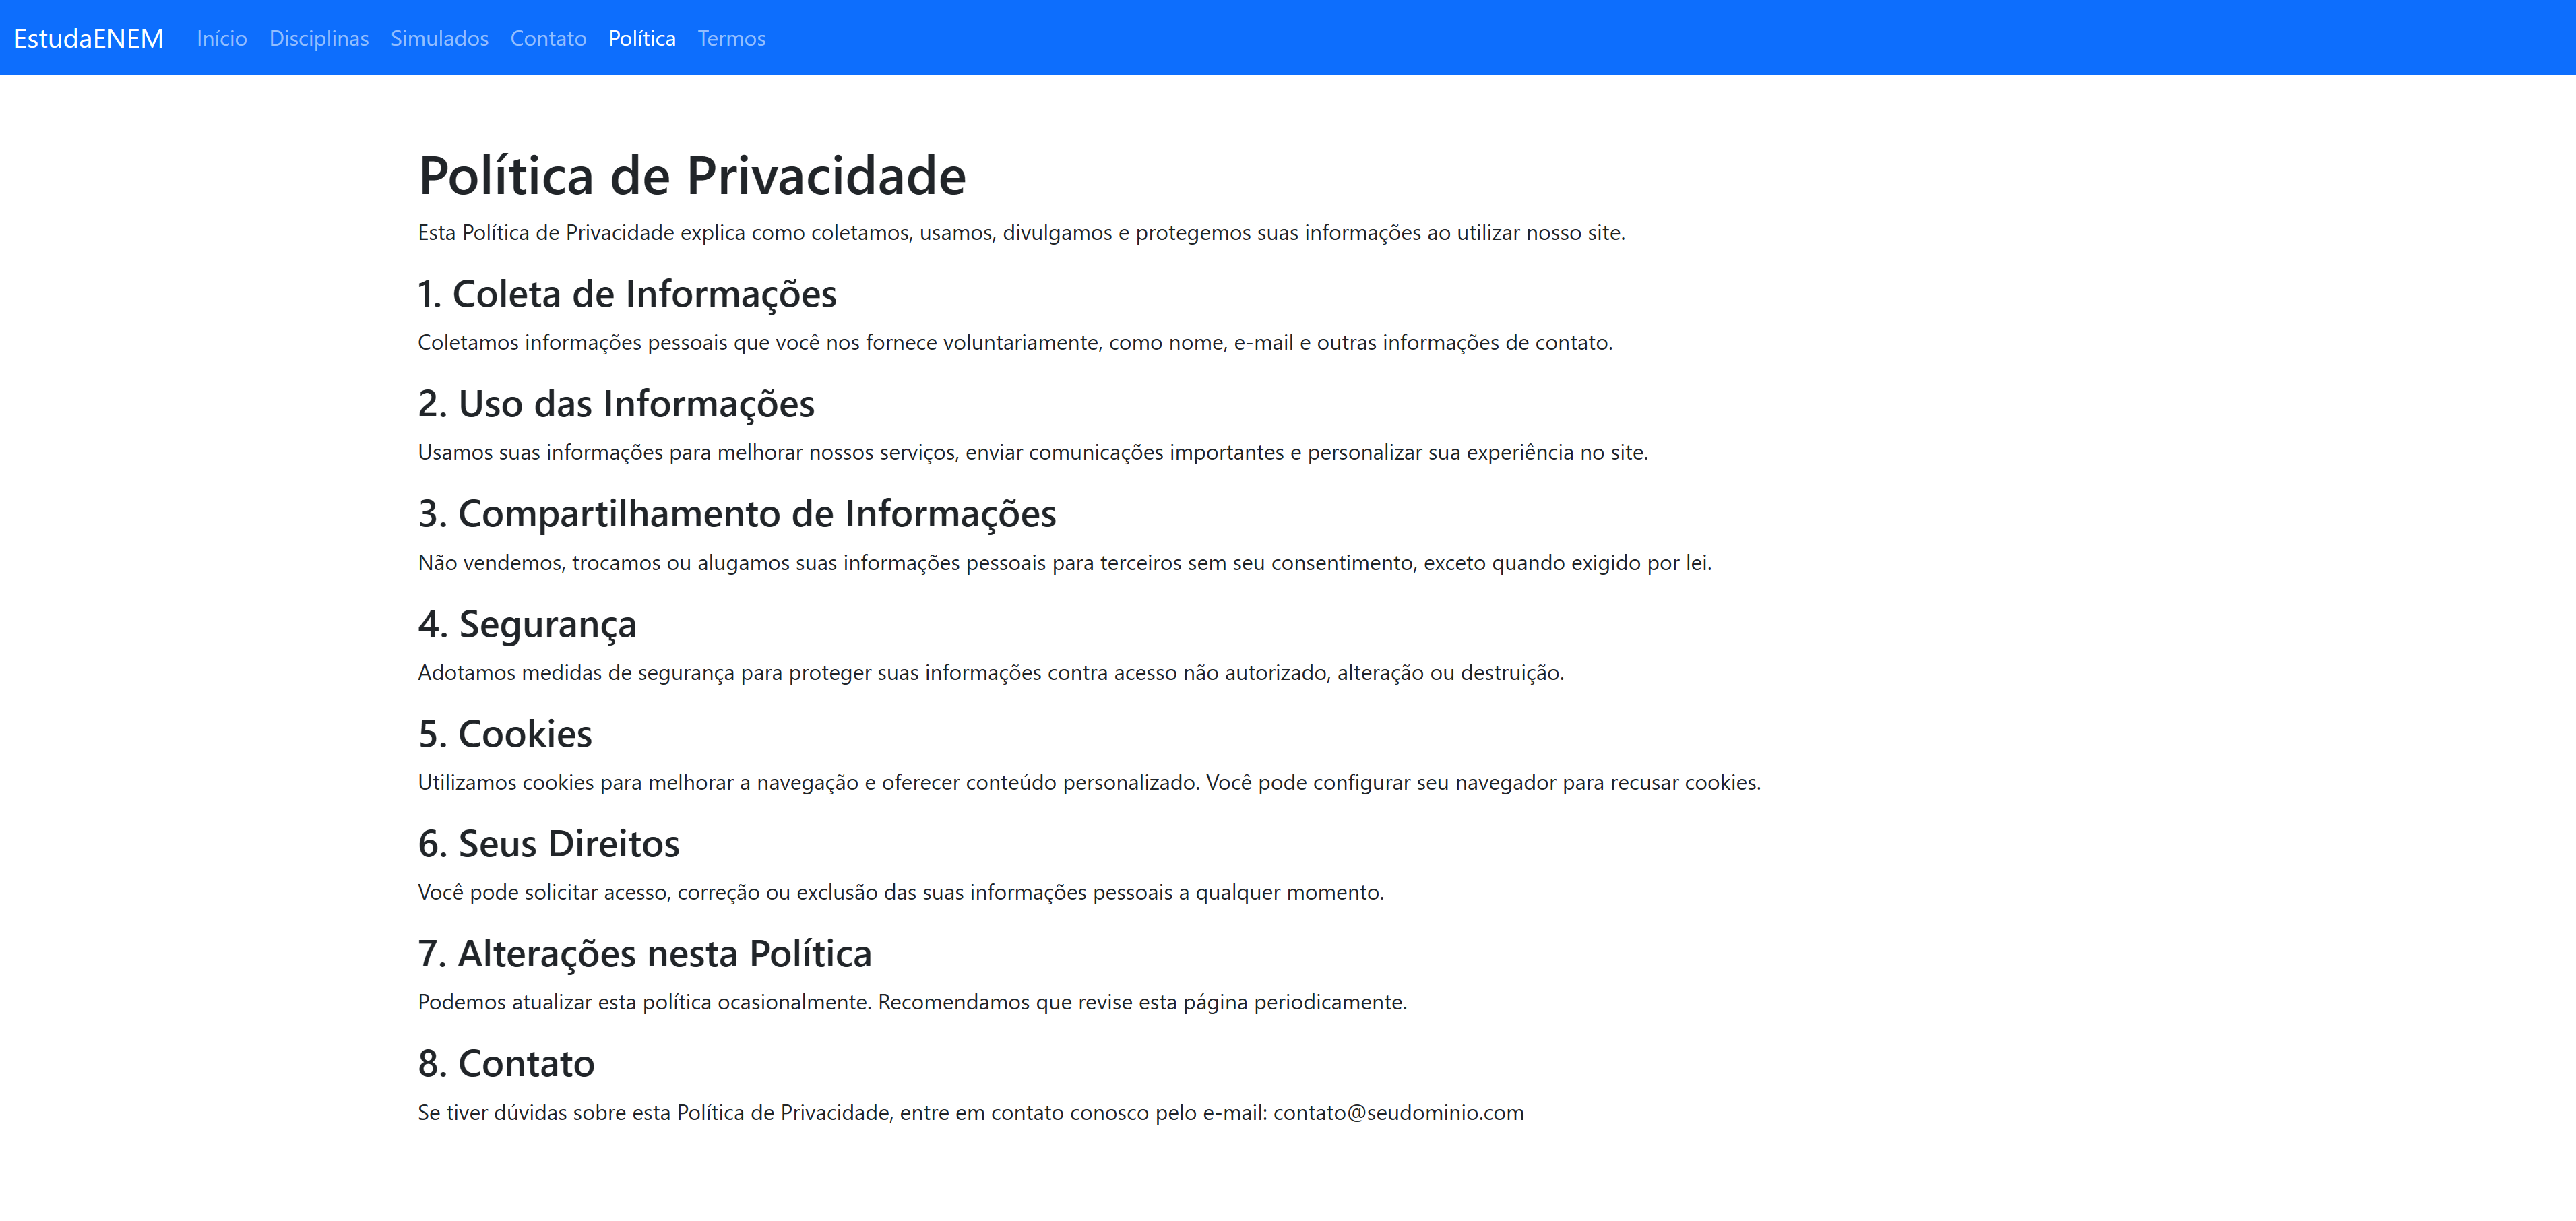 EstudaENEM Início Disciplinas Simulados Contato Política Termos
Política de Privacidade
Esta Política de Privacidade explica como coletamos, usamos, divulgamos e protegemos suas informações ao utilizar nosso site.
1. Coleta de Informações
Coletamos informações pessoais que você nos fornece voluntariamente, como nome, e-mail e outras informações de contato.
2. Uso das Informações
Usamos suas informações para melhorar nossos serviços, enviar comunicações importantes e personalizar sua experiência no site.
3. Compartilhamento de Informações
Não vendemos, trocamos ou alugamos suas informações pessoais para terceiros sem seu consentimento, exceto quando exigido por lei.
4. Segurança
Adotamos medidas de segurança para proteger suas informações contra acesso não autorizado, alteração ou destruição.
5. Cookies
Utilizamos cookies para melhorar a navegação e oferecer conteúdo personalizado. Você pode configurar seu navegador para recusar cookies.
6. Seus Direitos
Você pode solicitar acesso, correção ou exclusão das suas informações pessoais a qualquer momento.
7. Alterações nesta Política
Podemos atualizar esta política ocasionalmente. Recomendamos que revise esta página periodicamente.
8. Contato
Se tiver dúvidas sobre esta Política de Privacidade, entre em contato conosco pelo e-mail: contato@seudominio.com